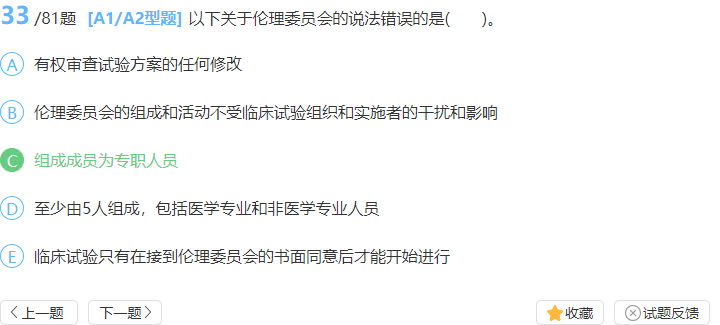 33/81题 [A1/A2型题] 以下关于伦理委员会的说法错误的是(  )。
A 有权审查试验方案的任何修改
B 伦理委员会的组成和活动不受临床试验组织和实施者的干扰和影响
C 组成成员为专职人员
D 至少由5人组成，包括医学专业和非医学专业人员
E 临床试验只有在接到伦理委员会的书面同意后才能开始进行
上一题 下一题 收藏 试题反馈